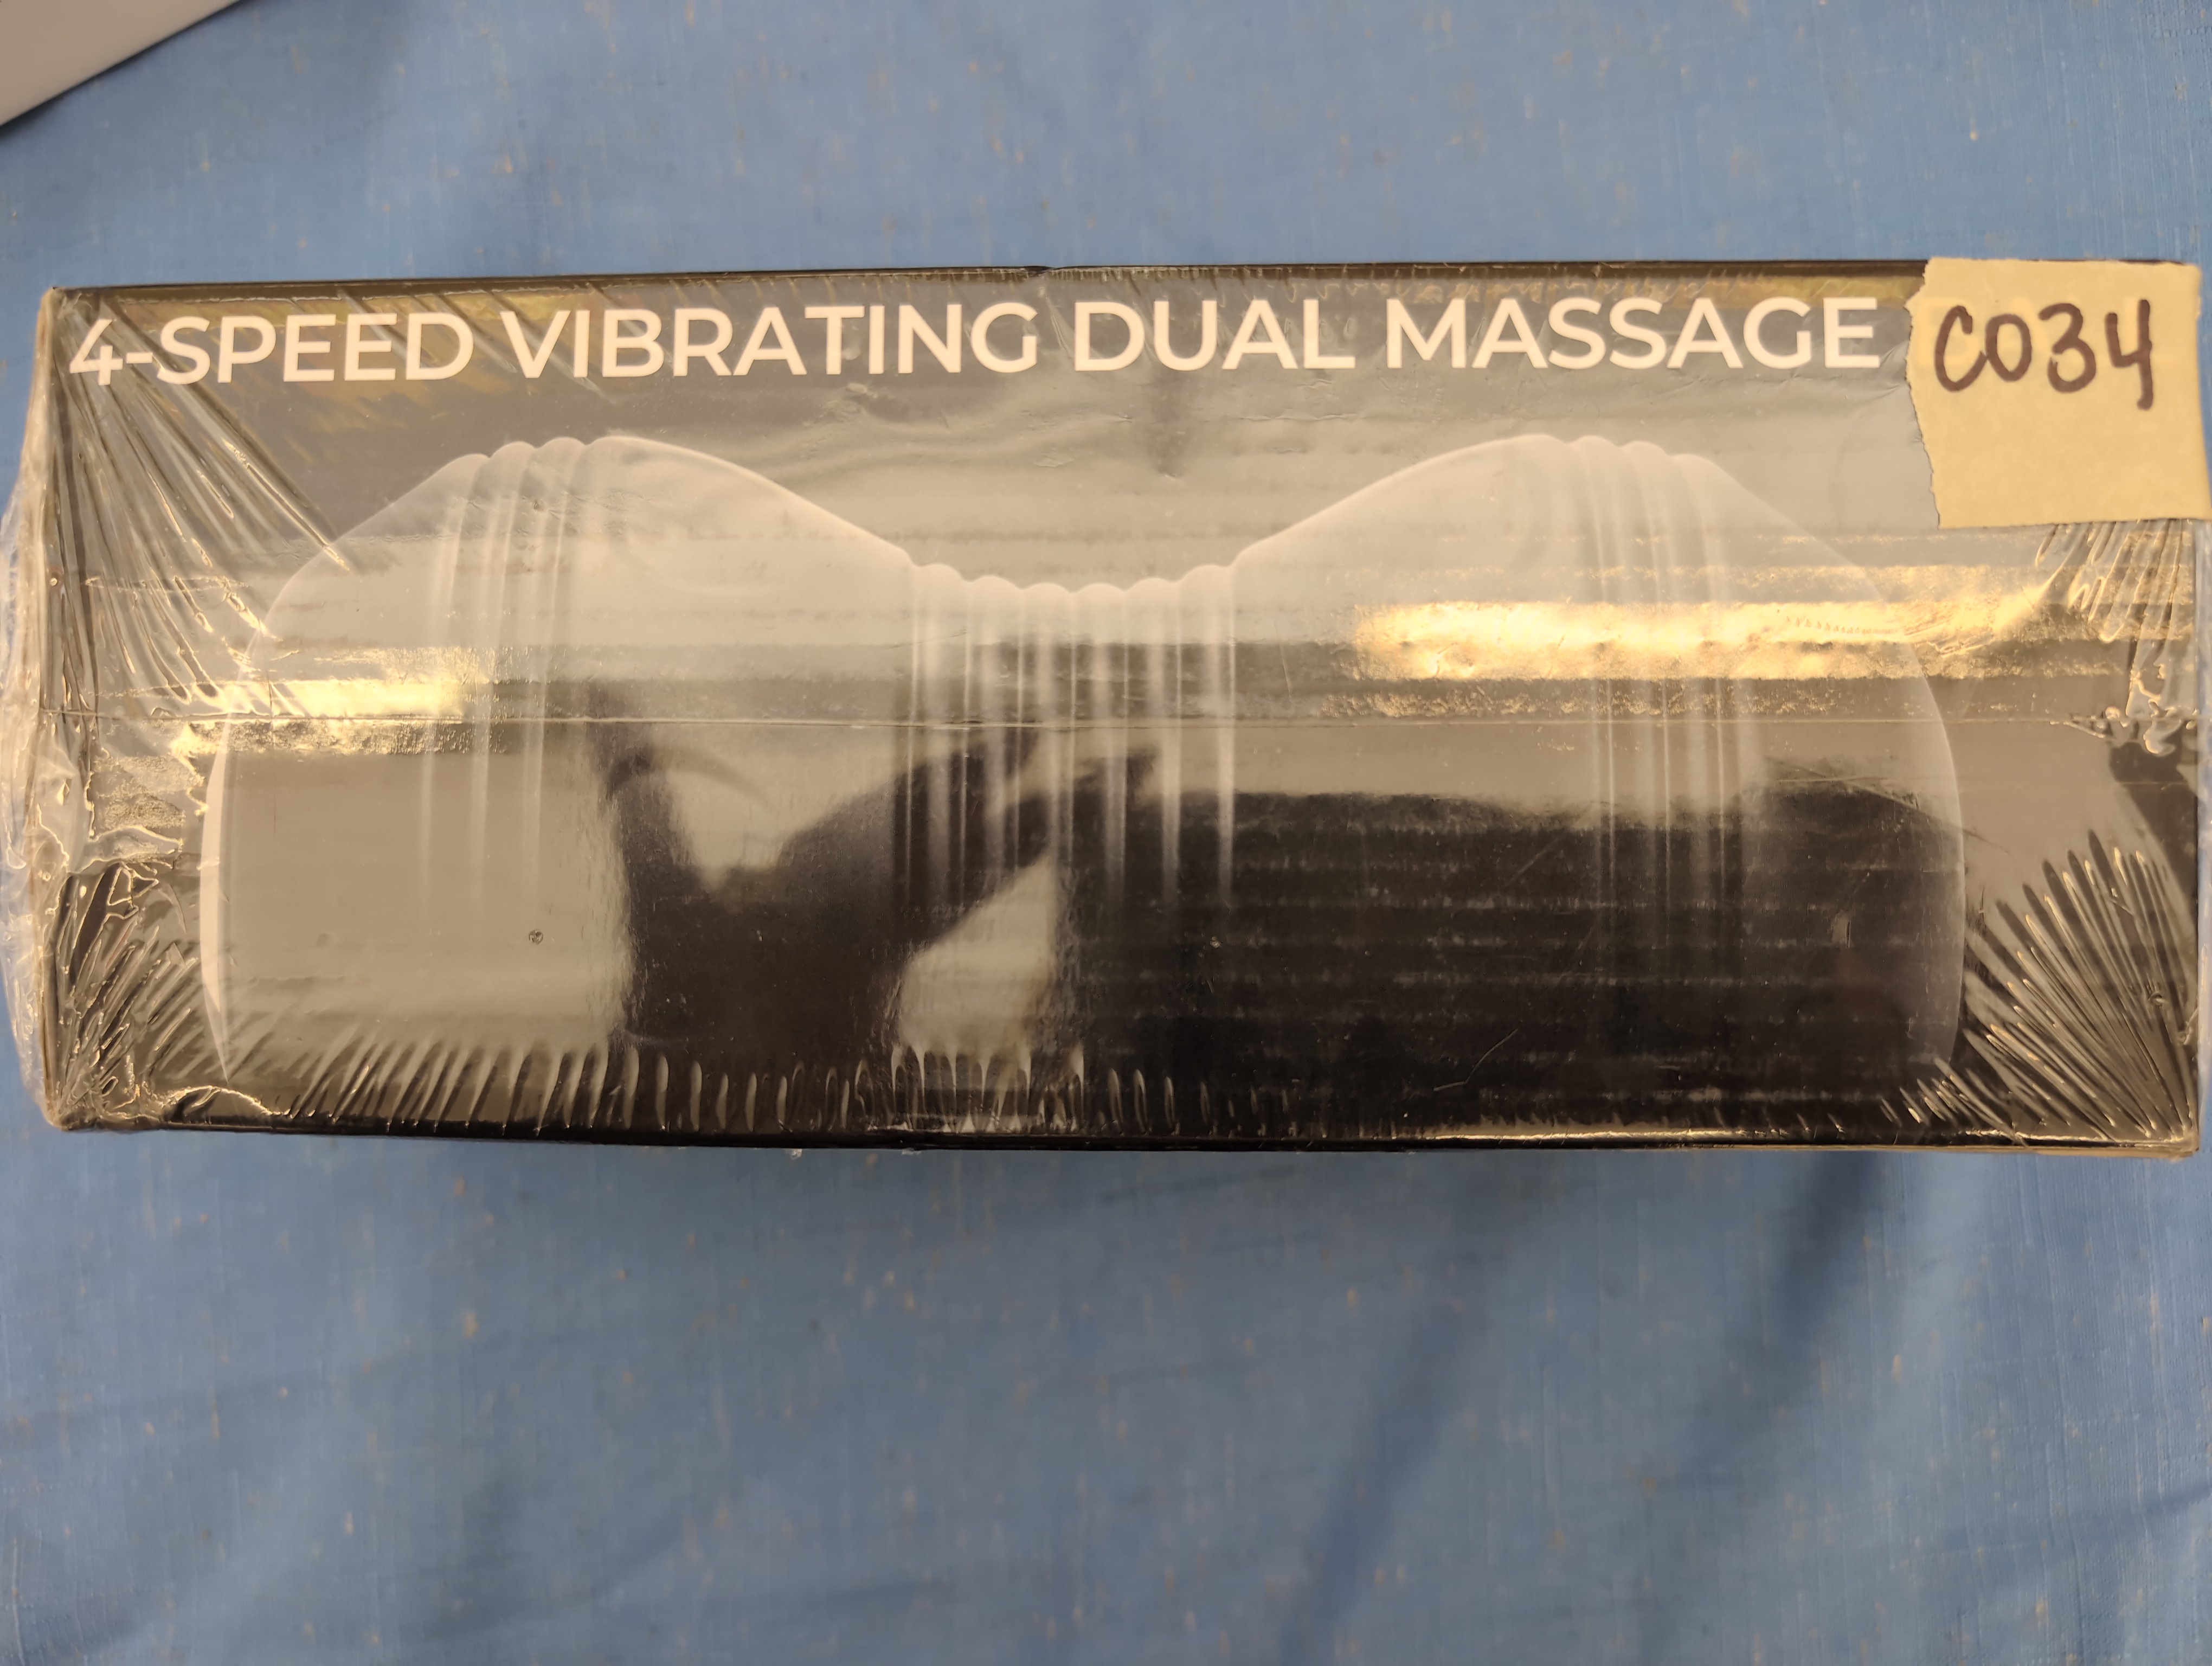 4-SPEED VIBRATING DUAL MASSAGE
C034